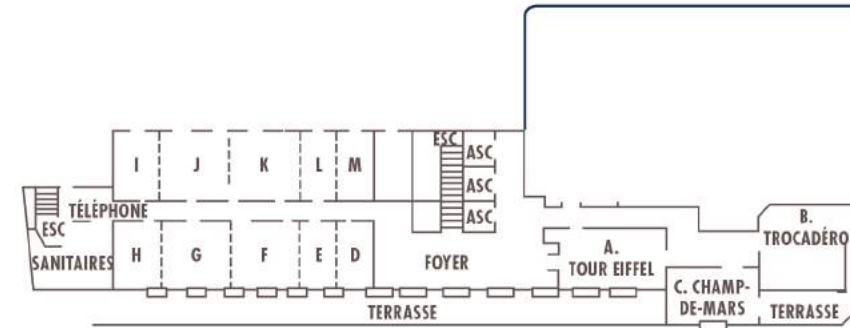 ESC
ASC
I J K L M
ASC
TÉLÉPHONE
ASC
ESC
B.
TROCADÉRO
SANITAIRES
H G F E D
FOYER
A.
TOUR EIFFEL
C. CHAMP-
DE-MARS
TERRASSE
TERRASSE